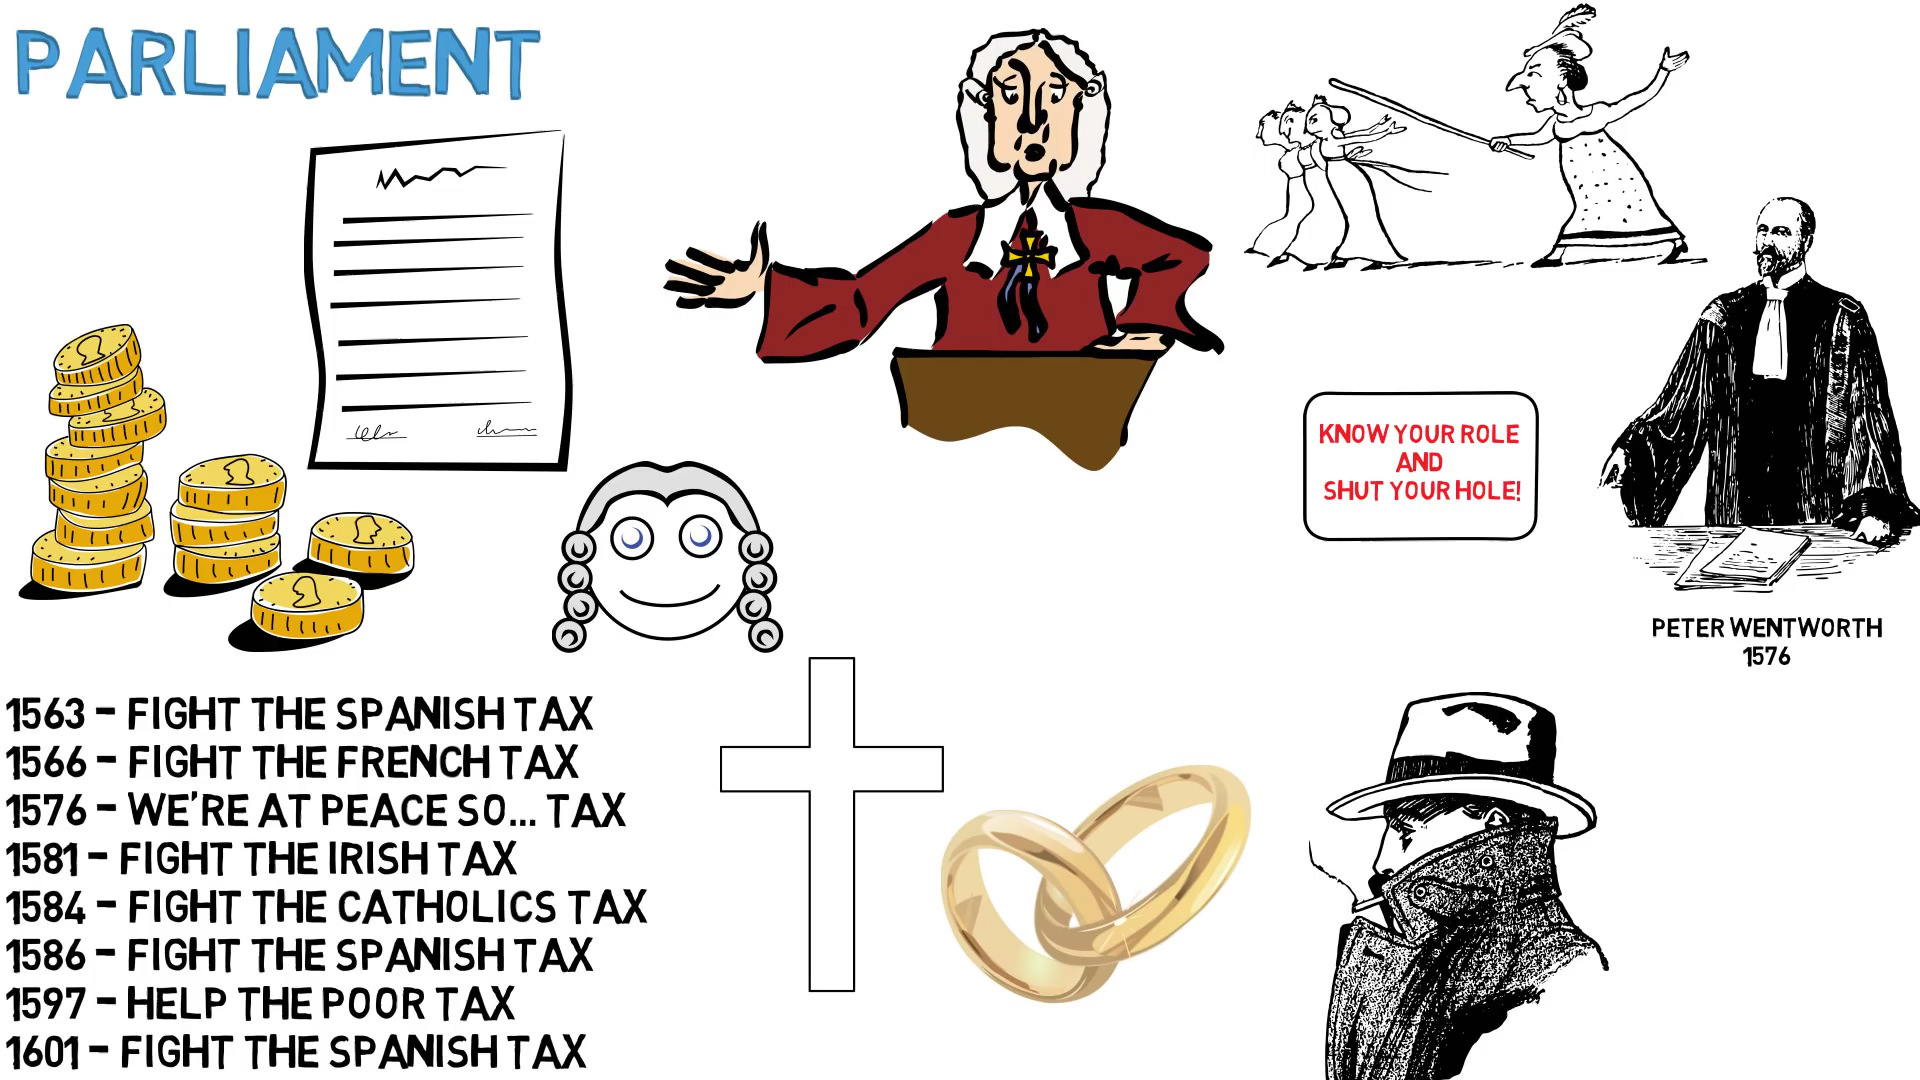 PARLIAMENT
KNOW YOUR ROLE
AND
SHUT YOUR HOLE!
PETER WENTWORTH
1576
1563 - FIGHT THE SPANISH TAX
1566 - FIGHT THE FRENCH TAX
1576 - WE'RE AT PEACE SO... TAX
1581 - FIGHT THE IRISH TAX
1584 - FIGHT THE CATHOLICS TAX
1586 - FIGHT THE SPANISH TAX
1597 - HELP THE POOR TAX
1601 - FIGHT THE SPANISH TAX